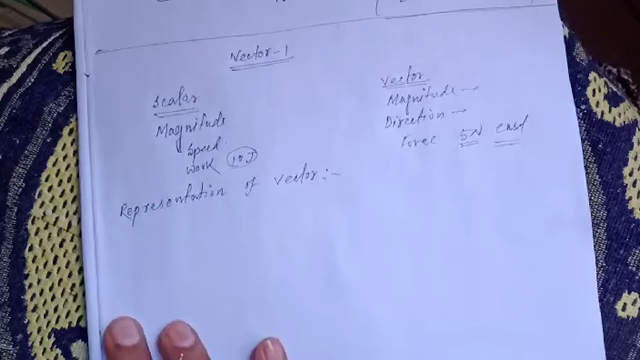 Vector-1
Scalar
Magnitude
Speed
work 10J
Vector
Magnitude →
Direction →
Force 5N east
Representation of vector:-